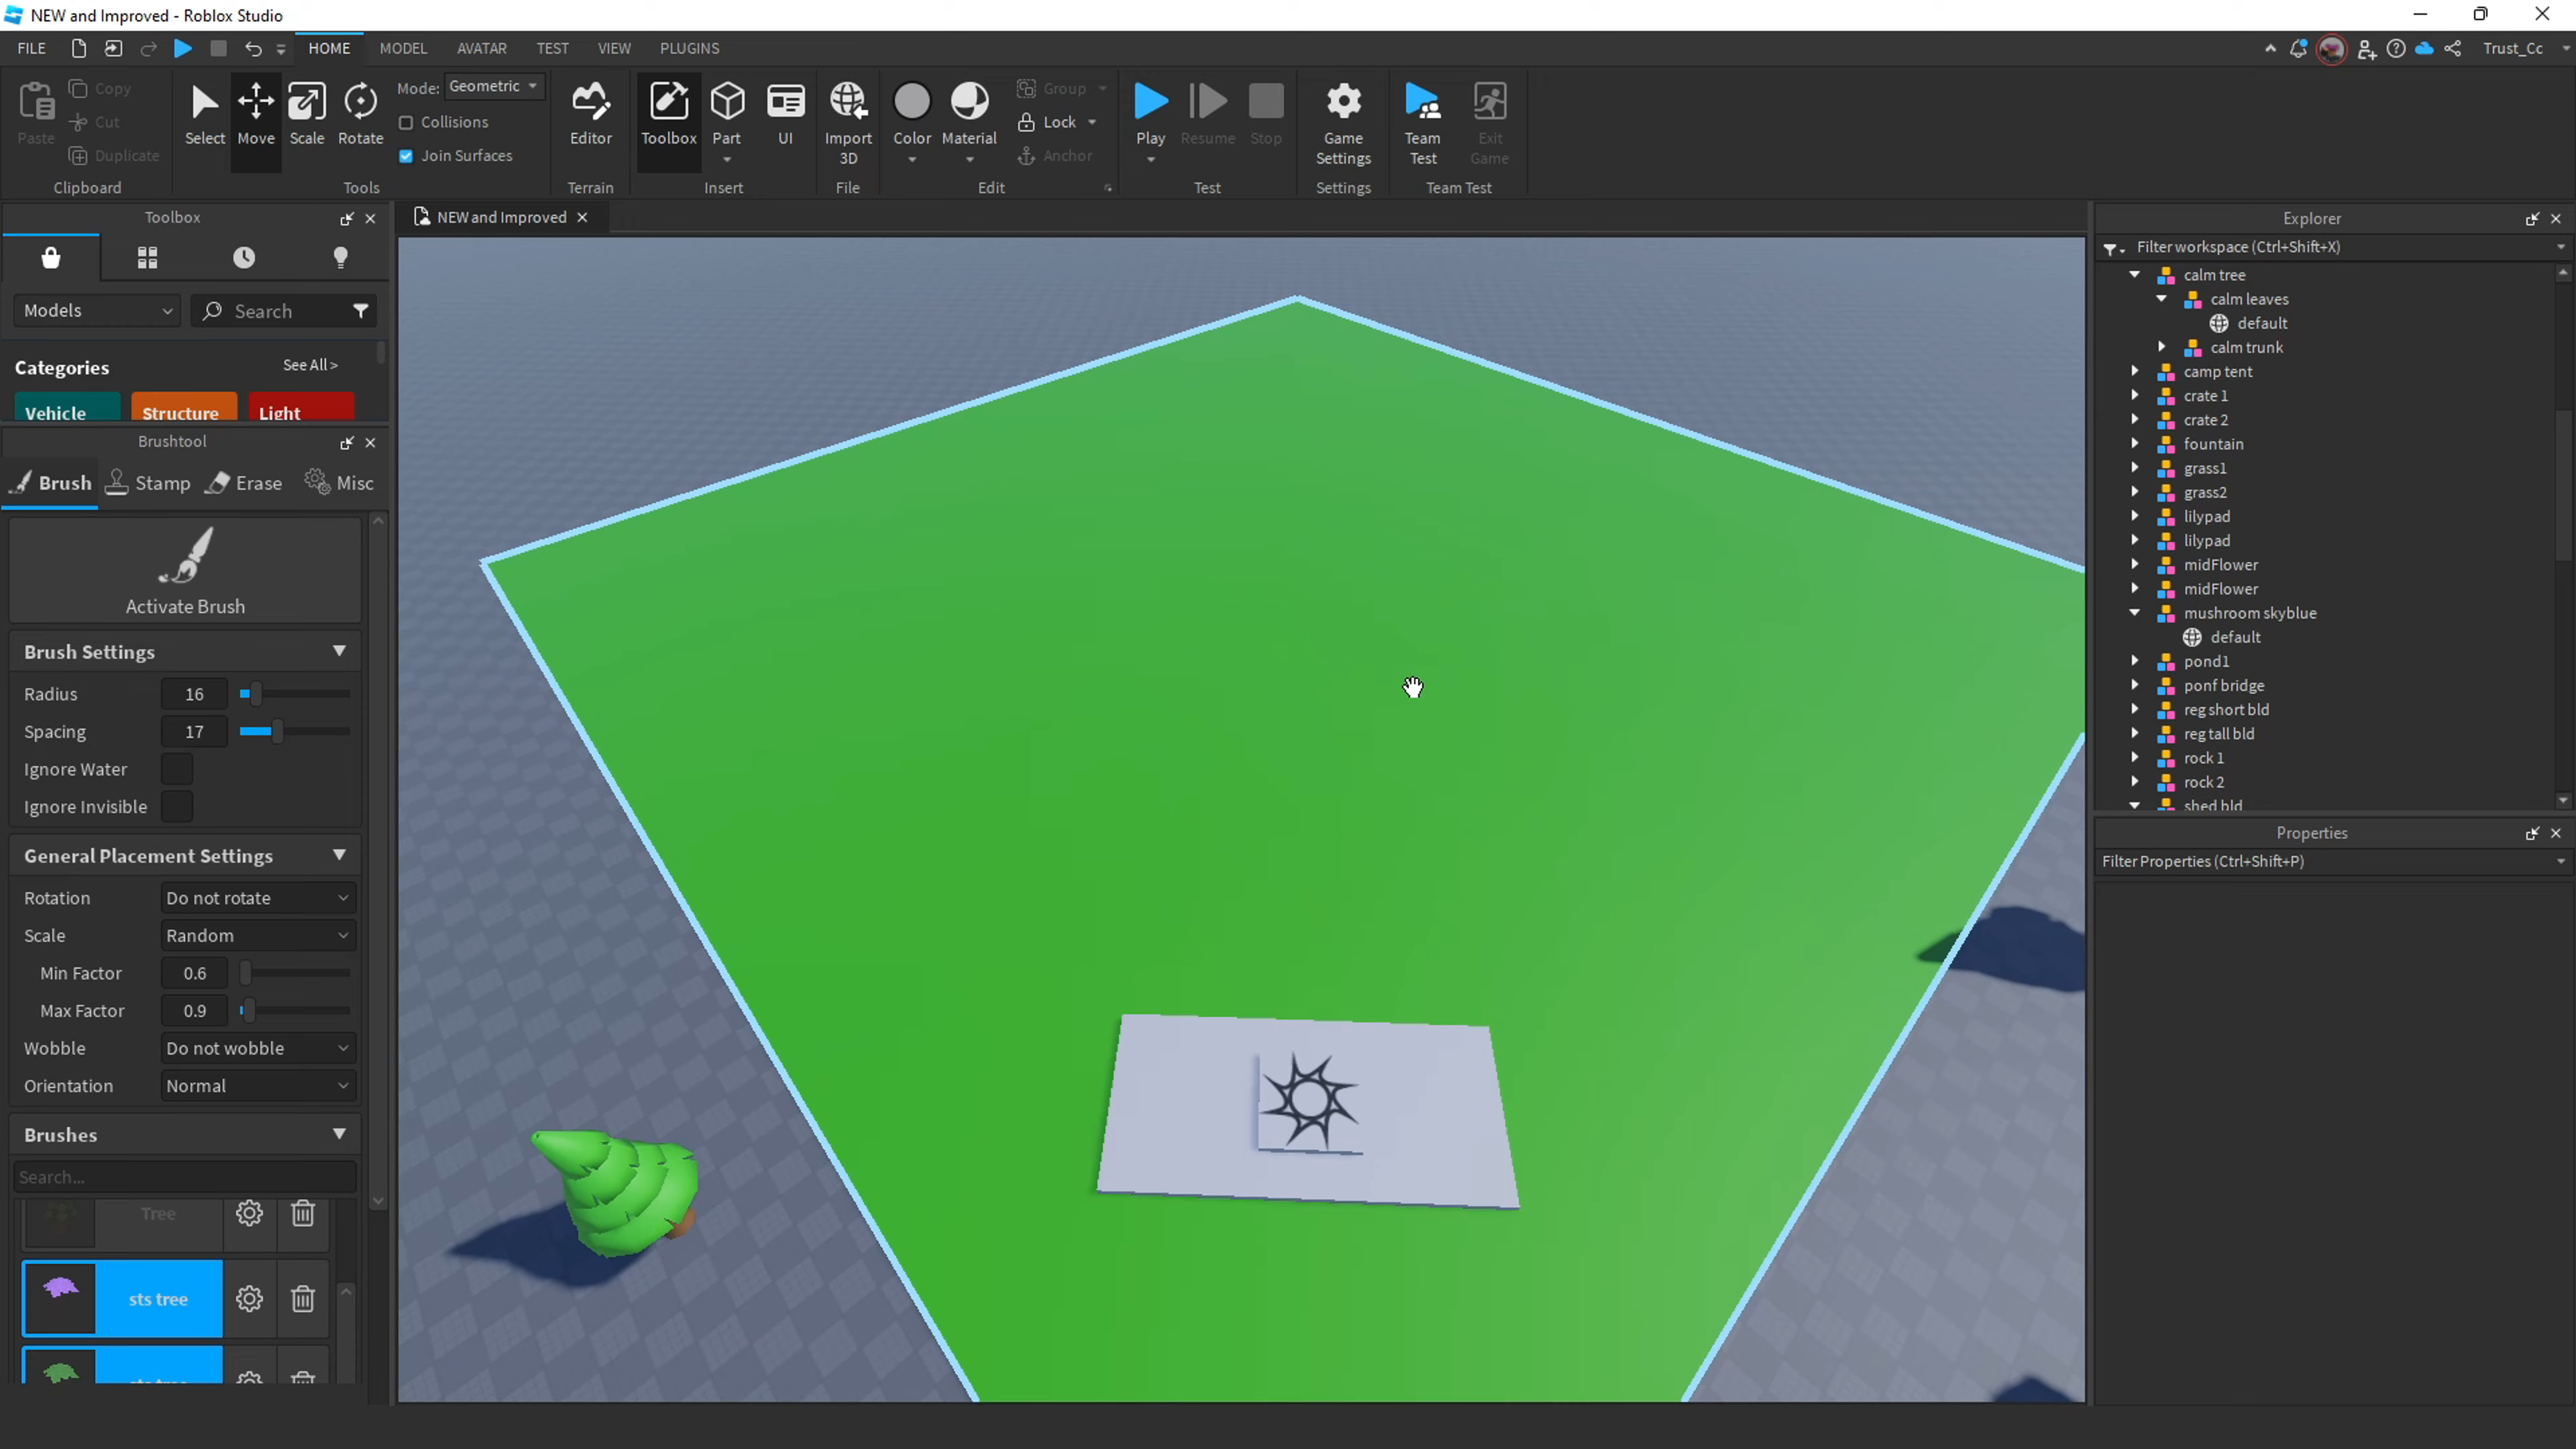 NEW and Improved - Roblox Studio
FILE HOME MODEL AVATAR TEST VIEW PLUGINS Trust_Cc
Paste Copy Cut Duplicate
Clipboard
Select Move Scale Rotate
Mode: Geometric
Collisions
Join Surfaces
Tools
Editor
Terrain
Toolbox Part UI
Insert
Import
3D
File
Color Material
Group
Lock
Anchor
Edit
Play Resume Stop
Test
Game
Settings
Settings
Team
Test
Exit
Game
Team Test
Toolbox
Models Search
Categories See All >
Vehicle Structure Light
Brushtool
Brush Stamp Erase Misc
Activate Brush
Brush Settings
Radius 16
Spacing 17
Ignore Water
Ignore Invisible
General Placement Settings
Rotation Do not rotate
Scale Random
Min Factor 0.6
Max Factor 0.9
Wobble Do not wobble
Orientation Normal
Brushes
Search...
Tree
sts tree
sts tree
NEW and Improved
Explorer
Filter workspace (Ctrl+Shift+X)
calm tree
calm leaves
default
calm trunk
camp tent
crate 1
crate 2
fountain
grass1
grass2
lilypad
lilypad
midFlower
midFlower
mushroom skyblue
default
pond1
ponf bridge
reg short bld
reg tall bld
rock 1
rock 2
shed bld
Properties
Filter Properties (Ctrl+Shift+P)